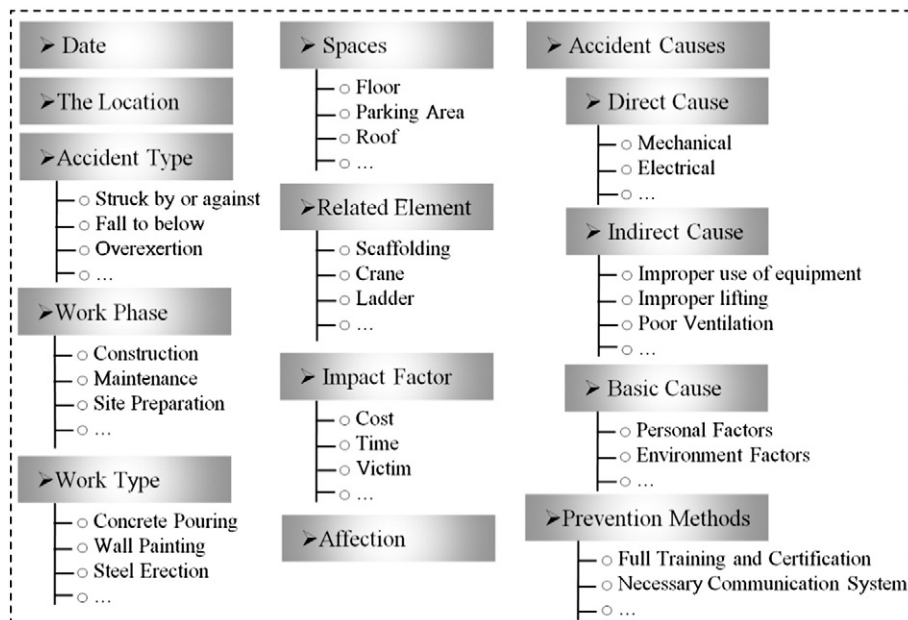 ➢ Date
➢The Location
➢Accident Type
○ Struck by or against
○ Fall to below
○ Overexertion
○ ...
➢Work Phase
○ Construction
○ Maintenance
○ Site Preparation
○ ...
➢ Work Type
○ Concrete Pouring
○ Wall Painting
○ Steel Erection
○ ...
➢ Spaces
○ Floor
○ Parking Area
○ Roof
○ ...
➢Related Element
○ Scaffolding
○ Crane
○ Ladder
○ ...
➢ Impact Factor
○ Cost
○ Time
○ Victim
○ ...
➢Affection
➢ Accident Causes
➢ Direct Cause
○ Mechanical
○ Electrical
○ ...
➢ Indirect Cause
○ Improper use of equipment
○ Improper lifting
○ Poor Ventilation
○ ...
➢ Basic Cause
○ Personal Factors
○ Environment Factors
○ ...
➢Prevention Methods
○ Full Training and Certification
○ Necessary Communication System
○ ...